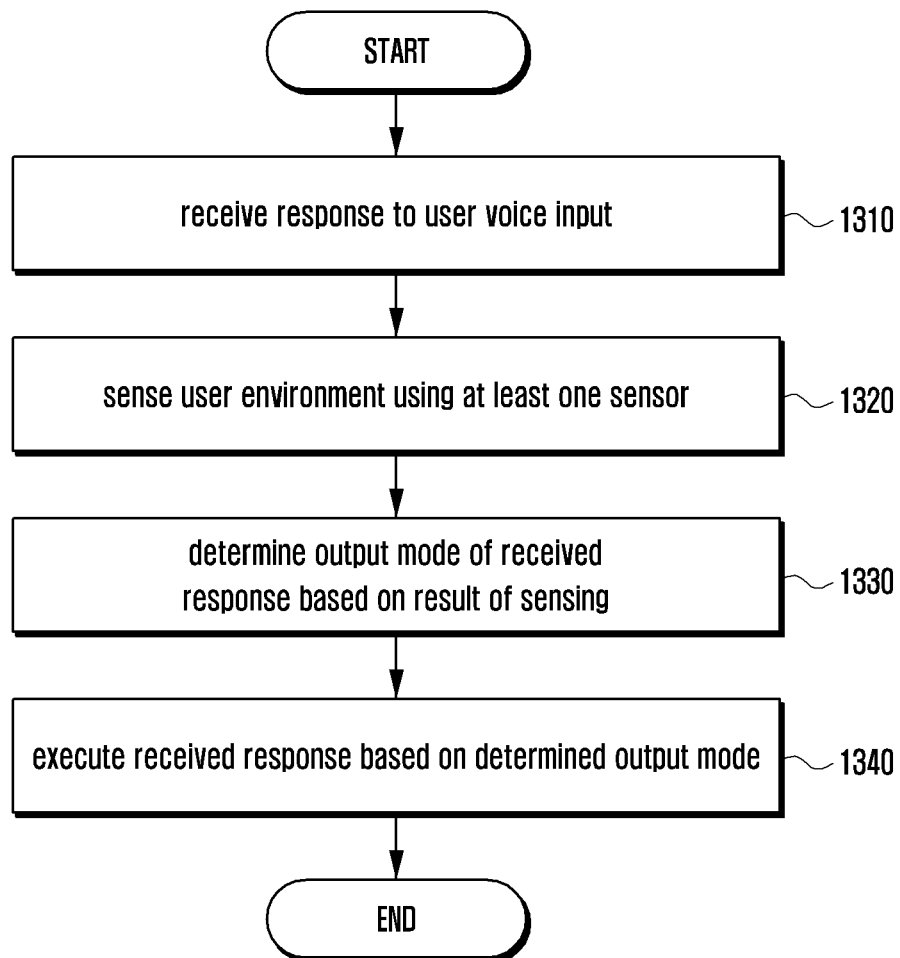 START
receive response to user voice input
1310
sense user environment using at least one sensor
1320
determine output mode of received
response based on result of sensing
1330
execute received response based on determined output mode
1340
END